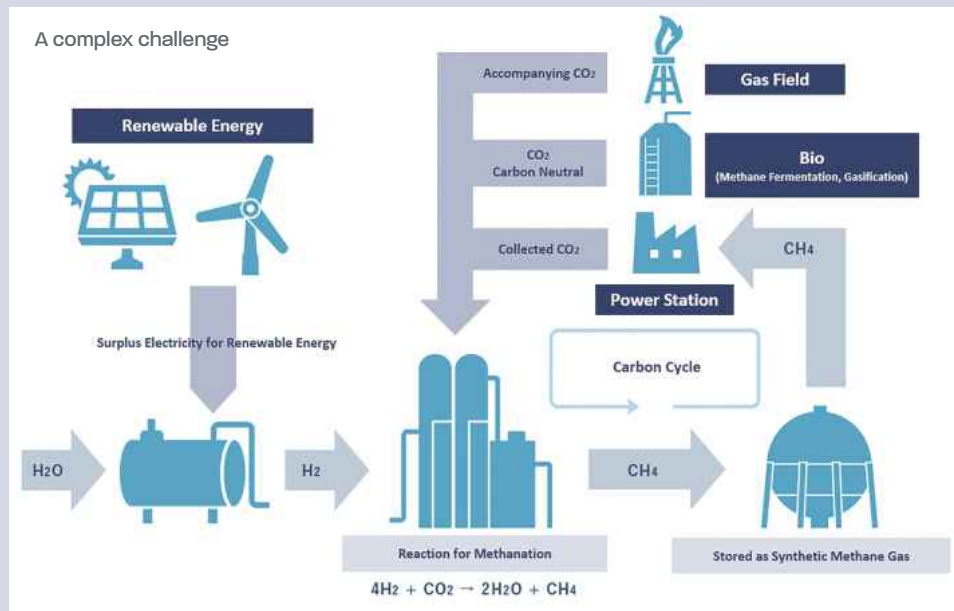 A complex challenge
Renewable Energy
Surplus Electricity for Renewable Energy
H2O
H2
Accompanying CO2
Gas Field
CO2
Carbon Neutral
Bio
(Methane Fermentation, Gasification)
Collected CO2
Power Station
CH4
Carbon Cycle
CH4
Reaction for Methanation
4H2 + CO2 → 2H2O + CH4
Stored as Synthetic Methane Gas